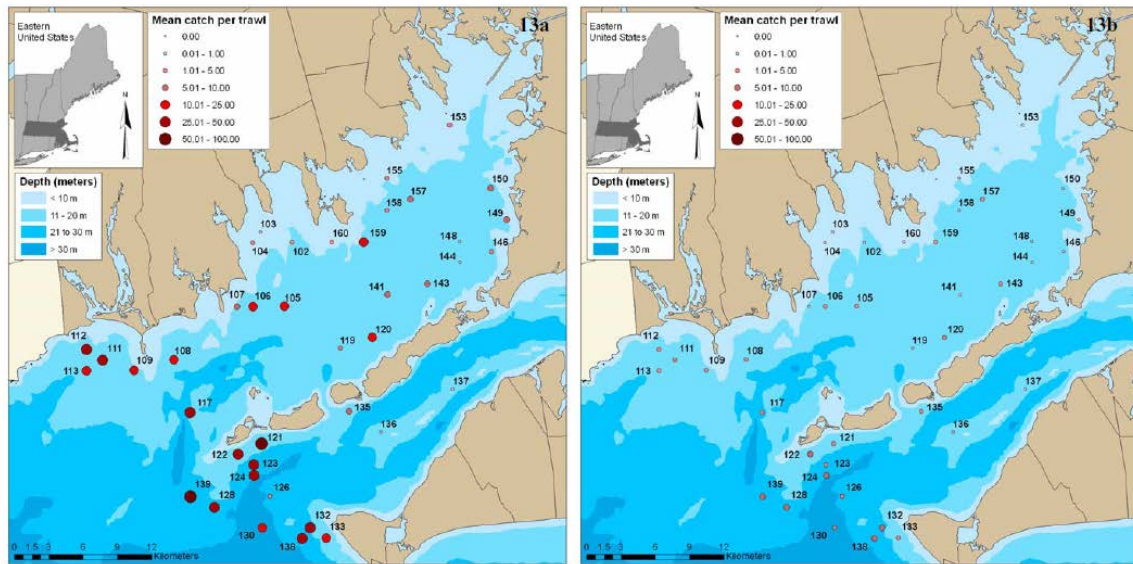 13a
Eastern
United States
N
Mean catch per trawl
0.00
0.01 - 1.00
1.01 - 5.00
5.01 - 10.00
10.01 - 25.00
25.01 - 50.00
50.01 - 100.00
Depth (meters)
< 10 m
11 - 20 m
21 to 30 m
> 30 m
153
155
150
157
158
149
103
104
102
160
159
148
146
144
107
106
105
141
143
112
111
109
108
120
119
113
137
117
135
136
121
122
123
124
139
128
126
130
132
133
138
0 1.5 3 6 9 12
Kilometers
13b
Eastern
United States
N
Mean catch per trawl
0.00
0.01 - 1.00
1.01 - 5.00
5.01 - 10.00
10.01 - 25.00
25.01 - 50.00
50.01 - 100.00
Depth (meters)
< 10 m
11 - 20 m
21 to 30 m
> 30 m
153
155
150
157
158
149
103
104
102
160
159
148
146
144
107
106
105
141
143
112
111
109
108
120
119
113
137
117
135
136
121
122
123
124
139
128
126
130
132
133
138
0 1.5 3 6 9 12
Kilometers